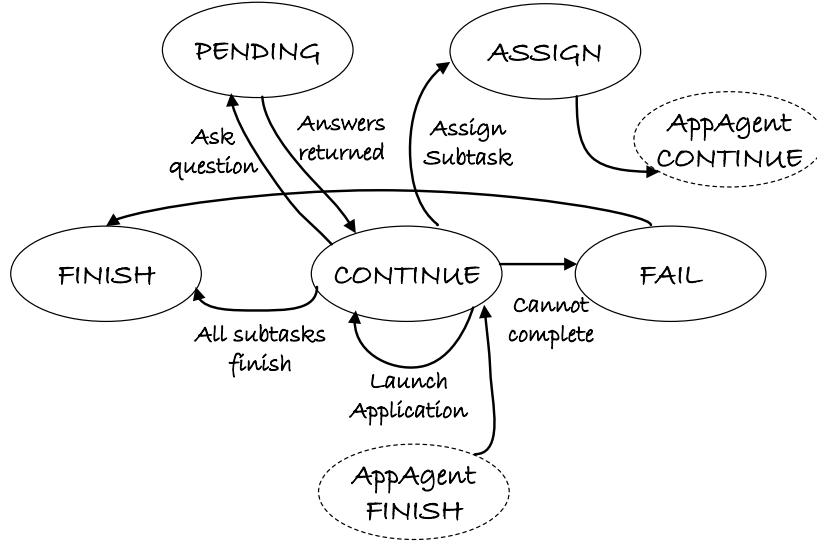 PENDING
ASSIGN
Ask
question
Answers
returned
Assign
Subtask
AppAgent
CONTINUE
FINISH
CONTINUE
FAIL
All subtasks
finish
Cannot
complete
Launch
Application
AppAgent
FINISH